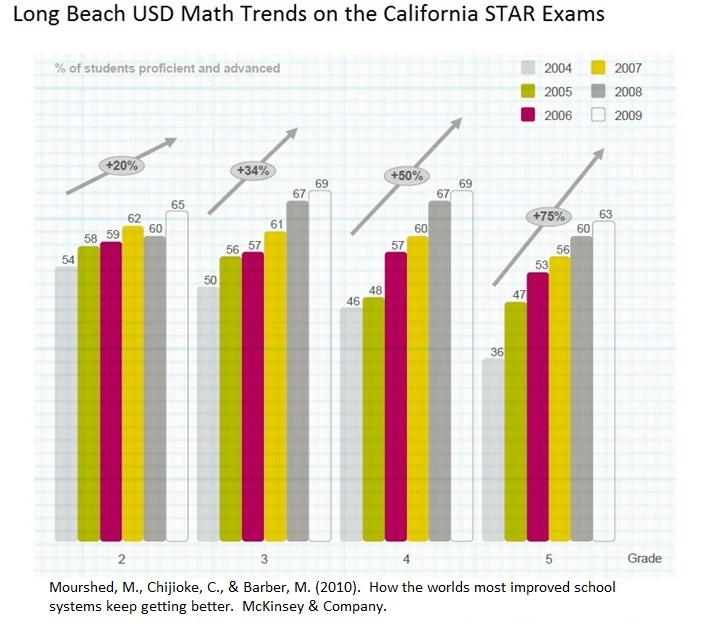 Long Beach USD Math Trends on the California STAR Exams
% of students proficient and advanced
2004 2007
2005 2008
2006 2009
+20%
+34%
+50%
+75%
54 58 59 62 60 65
50 56 57 61 67 69
46 48 57 60 67 69
36 47 53 56 60 63
2 3 4 5 Grade
Mourshed, M., Chijioke, C., & Barber, M. (2010). How the worlds most improved school
systems keep getting better. McKinsey & Company.